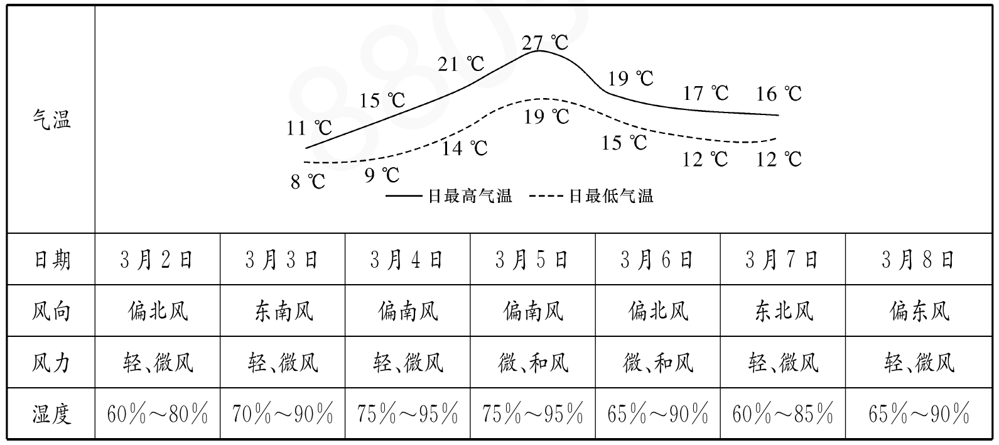 27 ℃
21 ℃
19 ℃
17 ℃ 16 ℃
15 ℃
11 ℃
气温
19 ℃
15 ℃
14 ℃
12 ℃ 12 ℃
9 ℃
8 ℃
日最高气温 日最低气温
日期 3月2日 3月3日 3月4日 3月5日 3月6日 3月7日 3月8日
风向 偏北风 东南风 偏南风 偏南风 偏北风 东北风 偏东风
风力 轻、微风 轻、微风 轻、微风 微、和风 微、和风 轻、微风 轻、微风
湿度 60%～80% 70%～90% 75%～95% 75%～95% 65%～90% 60%～85% 65%～90%